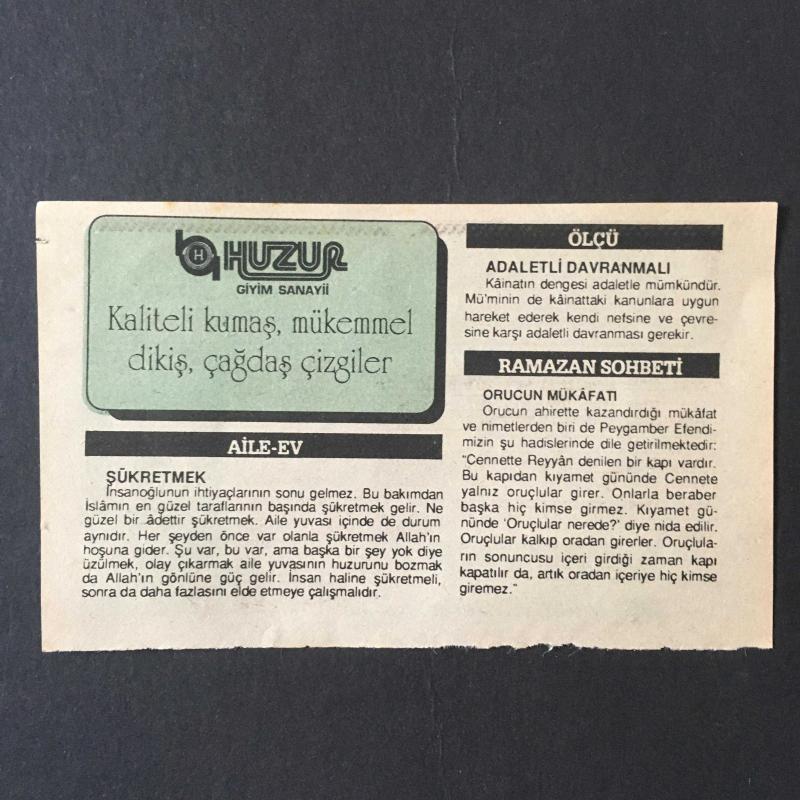 H
HUZUR
GİYİM SANAYİİ
Kaliteli kumaş, mükemmel
dikiş, çağdaş çizgiler
AİLE-EV
ŞÜKRETMEK
İnsanoğlunun ihtiyaçlarının sonu gelmez. Bu bakımdan
İslâmın en güzel taraflarının başında şükretmek gelir. Ne
güzel bir âdettir şükretmek. Aile yuvası içinde de durum
aynıdır. Her şeyden önce var olanla şükretmek Allah'ın
hoşuna gider. Şu var, bu var, ama başka bir şey yok diye
üzülmek, olay çıkarmak aile yuvasının huzurunu bozmak
da Allah'ın gönlüne güç gelir. İnsan haline şükretmeli,
sonra da daha fazlasını elde etmeye çalışmalıdır.
ÖLÇÜ
ADALETLİ DAVRANMALI
Kâinatın dengesi adaletle mümkündür.
Mü'minin de kâinattaki kanunlara uygun
hareket ederek kendi nefsine ve çevre-
sine karşı adaletli davranması gerekir.
RAMAZAN SOHBETİ
ORUCUN MÜKÂFATI
Orucun ahirette kazandırdığı mükâfat
ve nimetlerden biri de Peygamber Efendi-
mizin şu hadislerinde dile getirilmektedir:
"Cennette Reyyân denilen bir kapı vardır.
Bu kapıdan kıyamet gününde Cennete
yalnız oruçlular girer. Onlarla beraber
başka hiç kimse girmez. Kıyamet gü-
nünde 'Oruçlular nerede?' diye nida edilir.
Oruçlular kalkıp oradan girerler. Oruçlula-
rın sonuncusu içeri girdiği zaman kapı
kapatılır da, artık oradan içeriye hiç kimse
giremez."